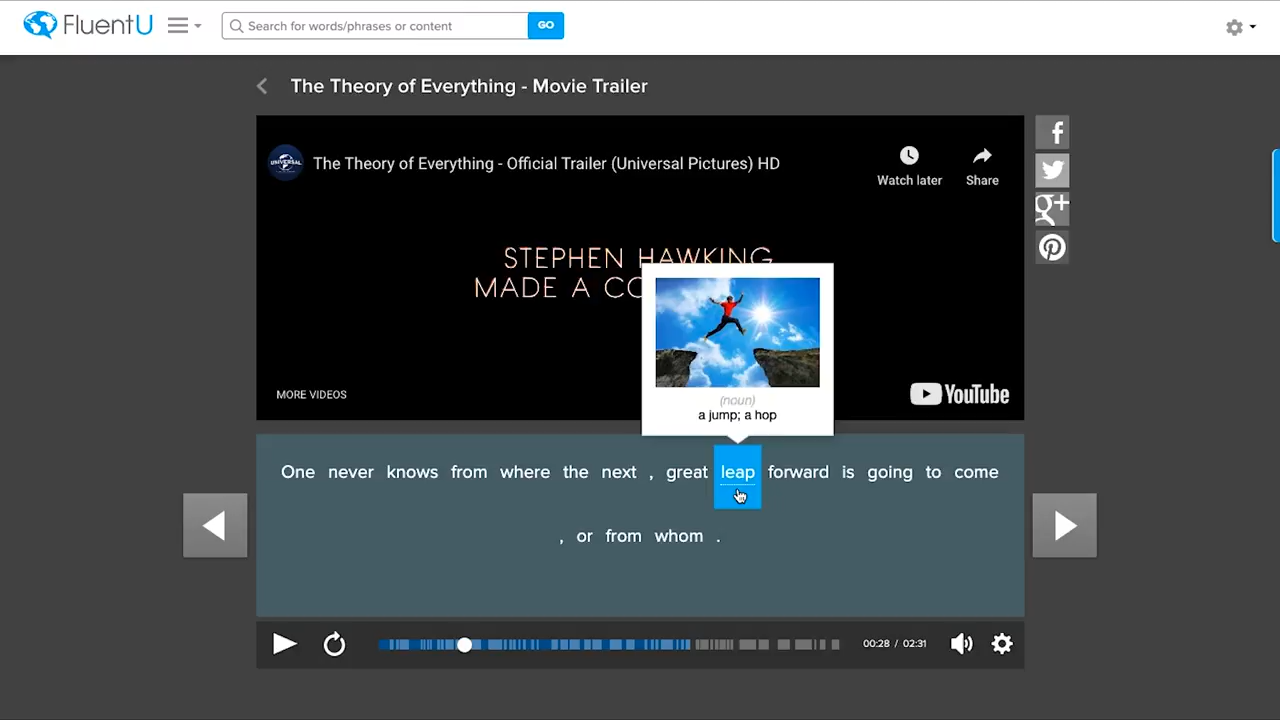 FluentU
Search for words/phrases or content
GO
The Theory of Everything - Movie Trailer
UNIVERSAL
The Theory of Everything - Official Trailer (Universal Pictures) HD
Watch later
Share
STEPHEN HAWKING
MADE A CO
(noun)
a jump; a hop
MORE VIDEOS
YouTube
One never knows from where the next , great leap forward is going to come
, or from whom .
00:28 / 02:31